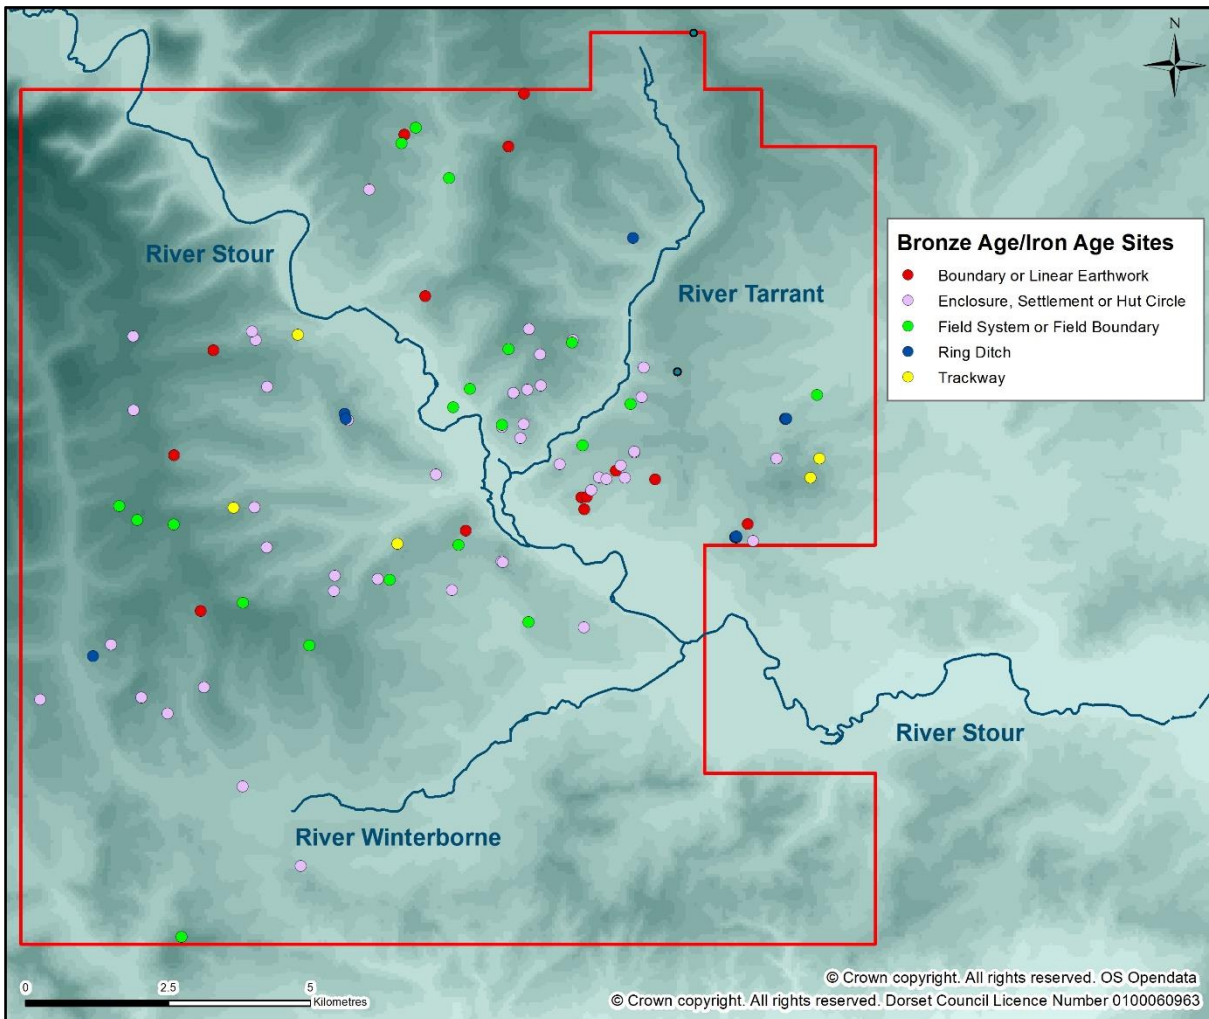 N
River Stour
River Tarrant
Bronze Age/Iron Age Sites
Boundary or Linear Earthwork
Enclosure, Settlement or Hut Circle
Field System or Field Boundary
Ring Ditch
Trackway
River Stour
River Winterborne
0 2.5 5
Kilometres
© Crown copyright. All rights reserved. OS Opendata
© Crown copyright. All rights reserved. Dorset Council Licence Number 0100060963